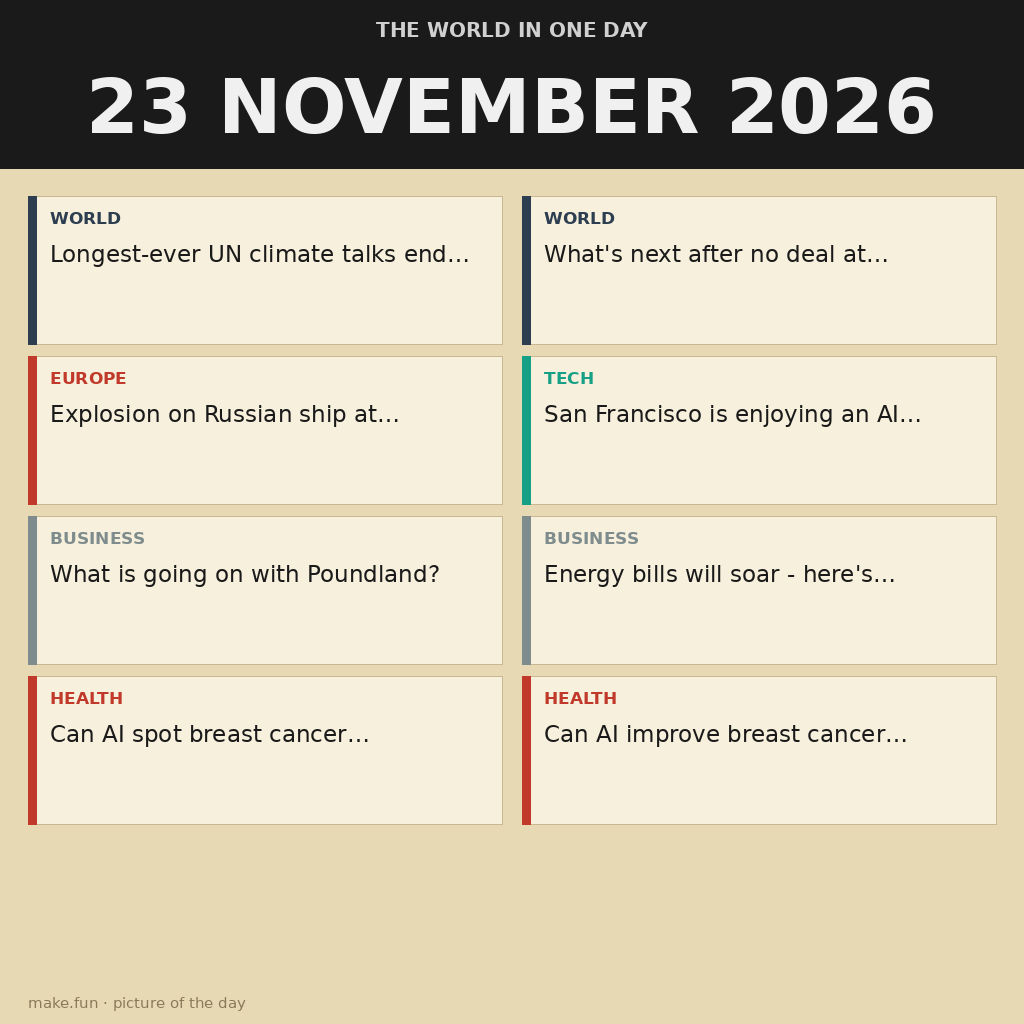 THE WORLD IN ONE DAY
23 NOVEMBER 2026
WORLD
Longest-ever UN climate talks end…
WORLD
What's next after no deal at…
EUROPE
Explosion on Russian ship at…
TECH
San Francisco is enjoying an AI…
BUSINESS
What is going on with Poundland?
BUSINESS
Energy bills will soar - here's…
HEALTH
Can AI spot breast cancer…
HEALTH
Can AI improve breast cancer…
make.fun · picture of the day